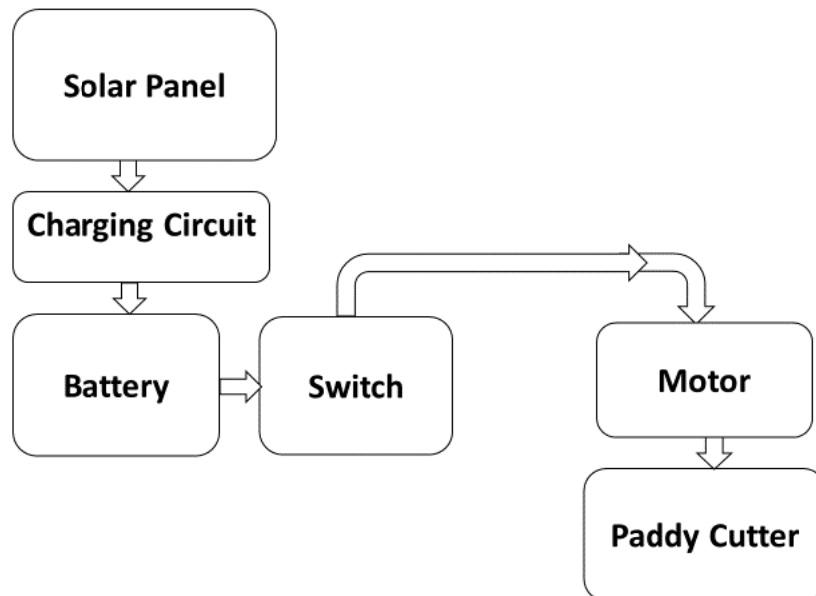 Solar Panel
Charging Circuit
Battery
Switch
Motor
Paddy Cutter